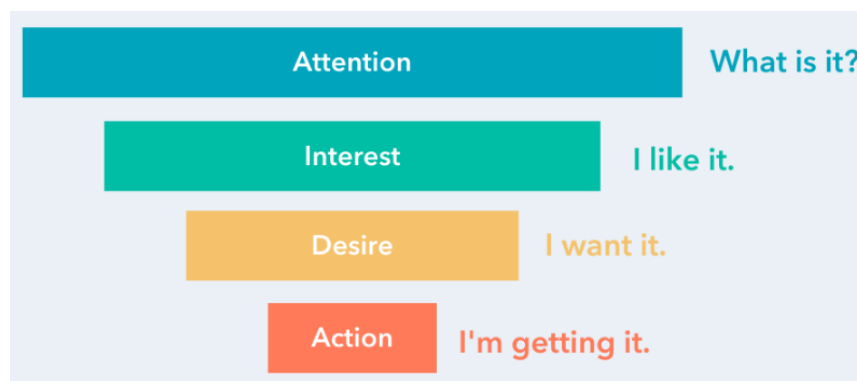 Attention What is it?
Interest I like it.
Desire I want it.
Action I'm getting it.